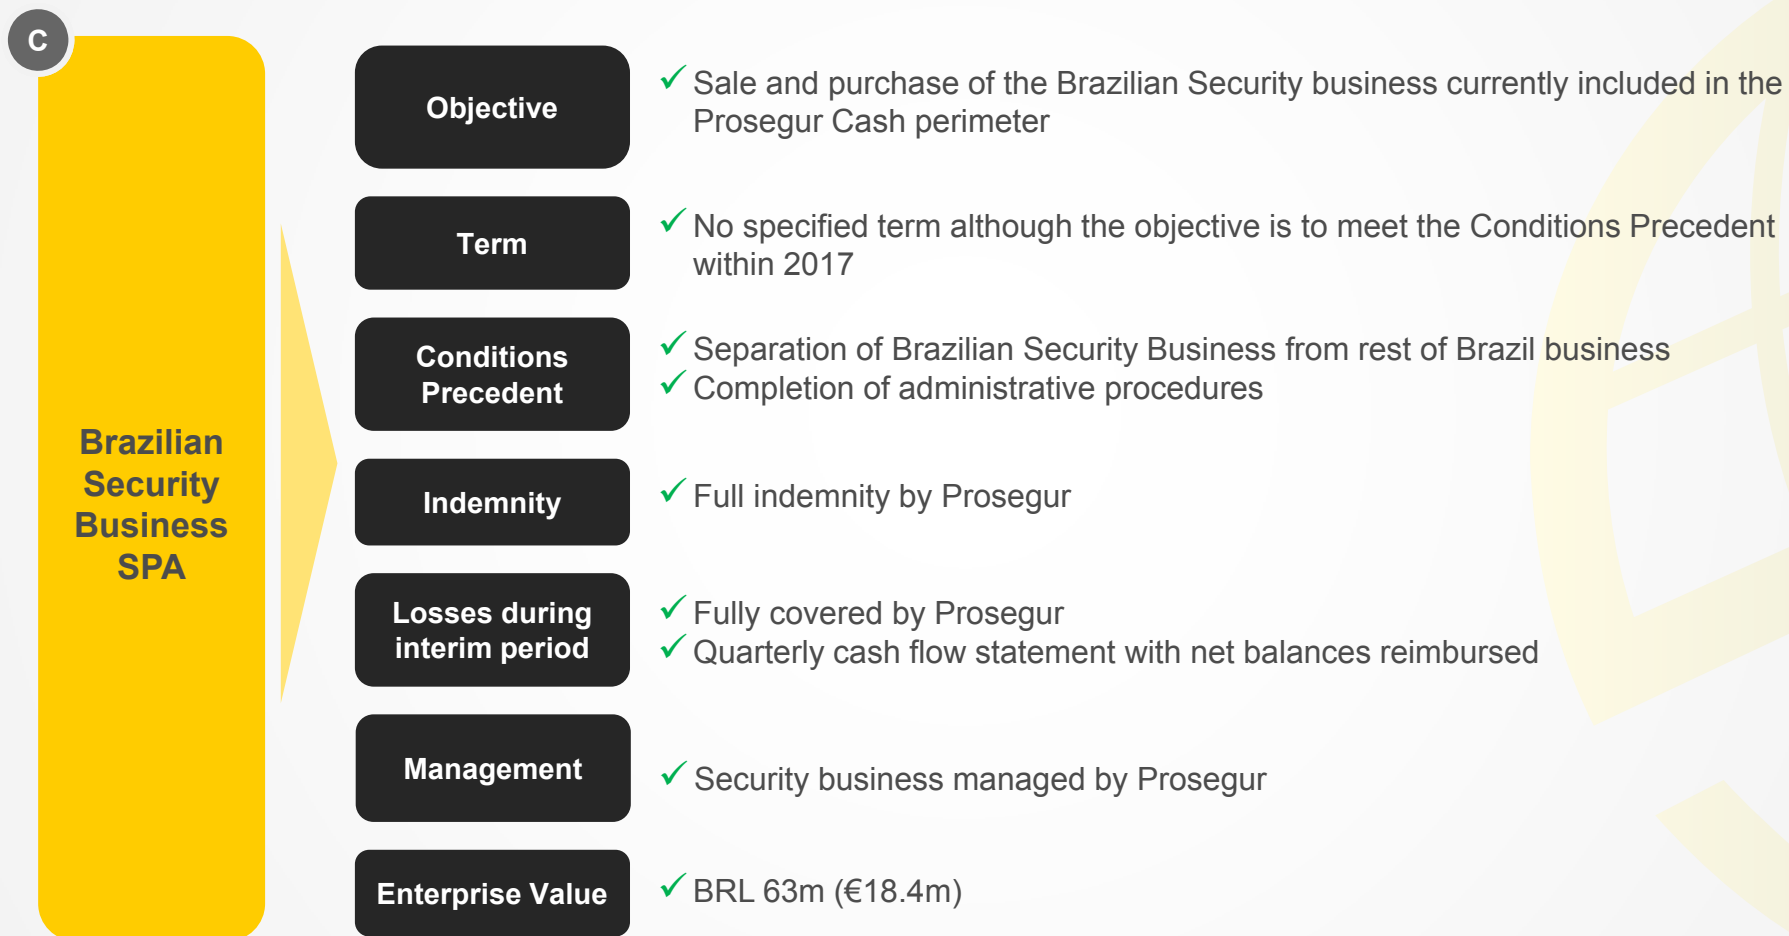 C
Brazilian
Security
Business
SPA
Objective
✓ Sale and purchase of the Brazilian Security business currently included in the
Prosegur Cash perimeter
Term
✓ No specified term although the objective is to meet the Conditions Precedent
within 2017
Conditions
Precedent
✓ Separation of Brazilian Security Business from rest of Brazil business
✓ Completion of administrative procedures
Indemnity
✓ Full indemnity by Prosegur
Losses during
interim period
✓ Fully covered by Prosegur
✓ Quarterly cash flow statement with net balances reimbursed
Management
✓ Security business managed by Prosegur
Enterprise Value
✓ BRL 63m (€18.4m)